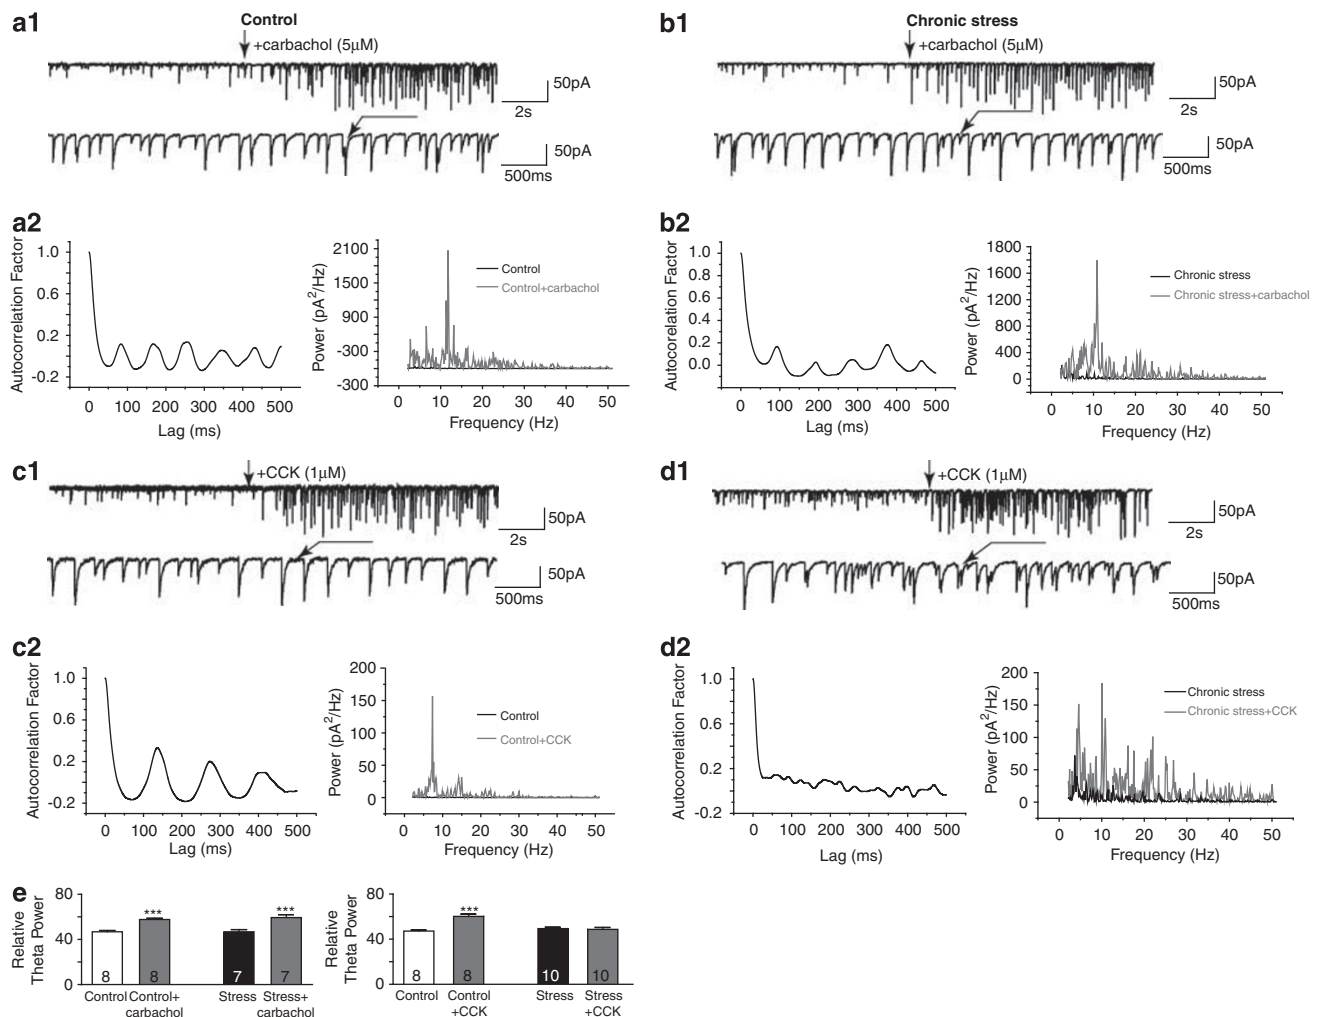 a1
Control
+carbachol (5μM)
50pA
2s
50pA
500ms
b1
Chronic stress
+carbachol (5μM)
50pA
2s
50pA
500ms
a2
Autocorrelation Factor
1.0
0.6
0.2
-0.2
0 100 200 300 400 500
Lag (ms)
Power (pA²/Hz)
2100
1500
900
-300
-300
0 10 20 30 40 50
Frequency (Hz)
Control
Control+carbachol
b2
Autocorrelation Factor
1.0
0.8
0.6
0.4
0.2
0.0
0 100 200 300 400 500
Lag (ms)
Power (pA²/Hz)
1800
1600
1200
800
400
0
0 10 20 30 40 50
Frequency (Hz)
Chronic stress
Chronic stress+carbachol
c1
+CCK (1μM)
50pA
2s
50pA
500ms
d1
+CCK (1μM)
50pA
2s
50pA
500ms
c2
Autocorrelation Factor
1.0
0.6
0.2
-0.2
0 100 200 300 400 500
Lag (ms)
Power (pA²/Hz)
200
150
100
50
0
0 10 20 30 40 50
Frequency (Hz)
Control
Control+CCK
d2
Autocorrelation Factor
1.0
0.6
0.2
-0.2
0 100 200 300 400 500
Lag (ms)
Power (pA²/Hz)
200
150
100
50
0
0 10 20 30 40 50
Frequency (Hz)
Chronic stress
Chronic stress+CCK
e
Relative
Theta Power
80
40
0
*** ***
8 8 7 7
Control Control+ Stress Stress+
carbachol carbachol
Relative
Theta Power
80
40
0
***
8 8 10 10
Control Control Stress Stress
+CCK +CCK